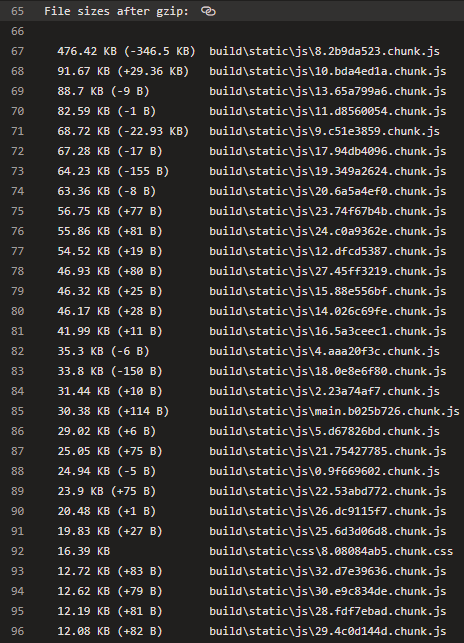 65 File sizes after gzip:
66
67 476.42 KB (-346.5 KB) build\static\js\8.2b9da523.chunk.js
68 91.67 KB (+29.36 KB) build\static\js\10.bda4ed1a.chunk.js
69 88.7 KB (-9 B) build\static\js\13.65a799a6.chunk.js
70 82.59 KB (-1 B) build\static\js\11.d8560054.chunk.js
71 68.72 KB (-22.93 KB) build\static\js\9.c51e3859.chunk.js
72 67.28 KB (-17 B) build\static\js\17.94db4096.chunk.js
73 64.23 KB (-155 B) build\static\js\19.349a2624.chunk.js
74 63.36 KB (-8 B) build\static\js\20.6a5a4ef0.chunk.js
75 56.75 KB (+77 B) build\static\js\23.74f67b4b.chunk.js
76 55.86 KB (+81 B) build\static\js\24.c0a9362e.chunk.js
77 54.52 KB (+19 B) build\static\js\12.dfcd5387.chunk.js
78 46.93 KB (+80 B) build\static\js\27.45ff3219.chunk.js
79 46.32 KB (+25 B) build\static\js\15.88e556bf.chunk.js
80 46.17 KB (+28 B) build\static\js\14.026c69fe.chunk.js
81 41.99 KB (+11 B) build\static\js\16.5a3ceec1.chunk.js
82 35.3 KB (-6 B) build\static\js\4.aaa20f3c.chunk.js
83 33.8 KB (-150 B) build\static\js\18.0e8e6f80.chunk.js
84 31.44 KB (+10 B) build\static\js\2.23a74af7.chunk.js
85 30.38 KB (+114 B) build\static\js\main.b025b726.chunk.js
86 29.02 KB (+6 B) build\static\js\5.d67826bd.chunk.js
87 25.05 KB (+75 B) build\static\js\21.75427785.chunk.js
88 24.94 KB (-5 B) build\static\js\0.9f669602.chunk.js
89 23.9 KB (+75 B) build\static\js\22.53abd772.chunk.js
90 20.48 KB (+1 B) build\static\js\26.dc9115f7.chunk.js
91 19.83 KB (+27 B) build\static\js\25.6d3d06d8.chunk.js
92 16.39 KB build\static\css\8.08084ab5.chunk.css
93 12.72 KB (+83 B) build\static\js\32.d7e39636.chunk.js
94 12.62 KB (+79 B) build\static\js\30.e9c834de.chunk.js
95 12.19 KB (+81 B) build\static\js\28.fdf7ebad.chunk.js
96 12.08 KB (+82 B) build\static\js\29.4c0d144d.chunk.js